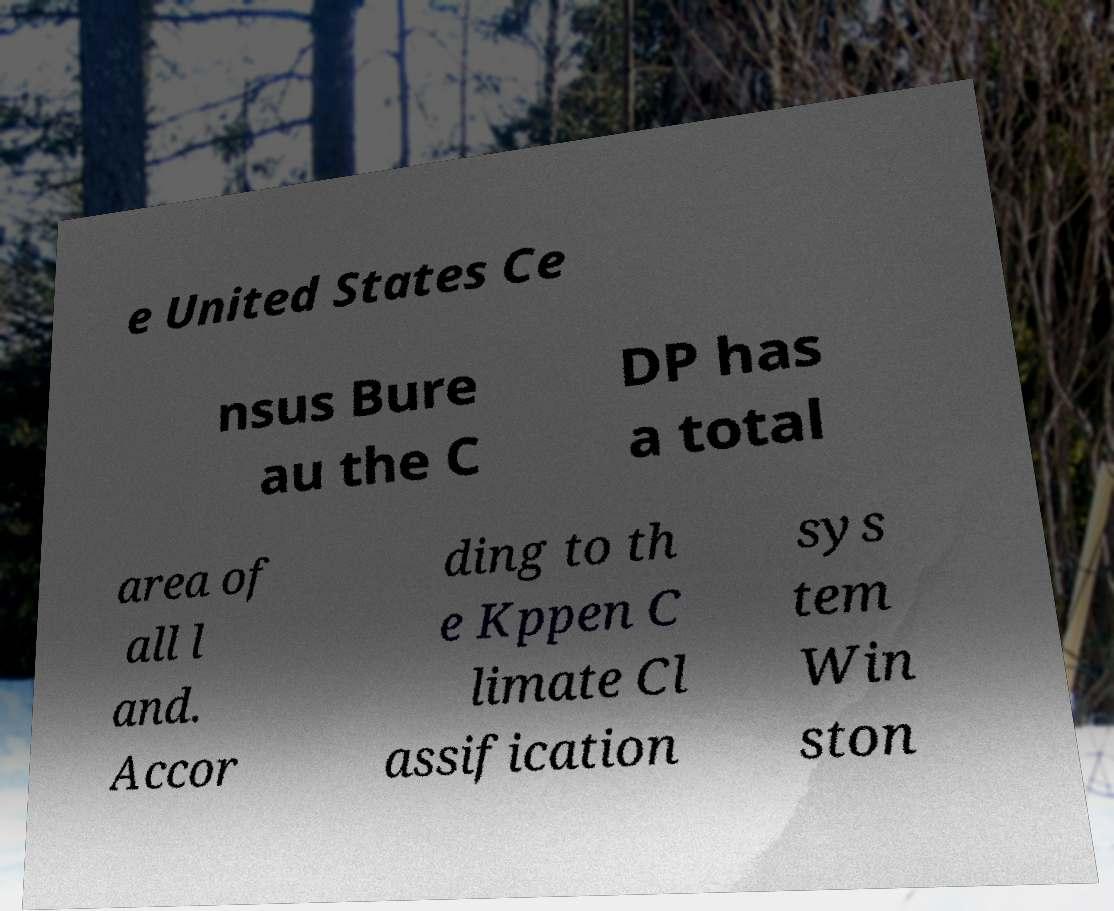 e United States Ce
nsus Bure
au the C
DP has
a total
area of
all l
and.
Accor
ding to th
e Kppen C
limate Cl
assification
sys
tem
Win
ston